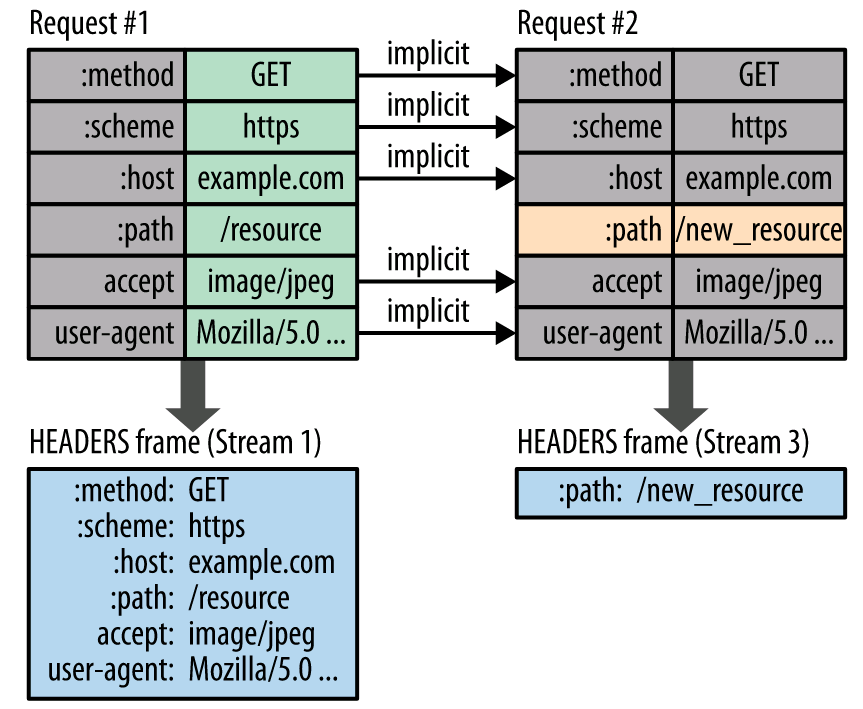 Request #1
:method GET
:scheme https
:host example.com
:path /resource
accept image/jpeg
user-agent Mozilla/5.0 ...
implicit
implicit
implicit
implicit
implicit
Request #2
:method GET
:scheme https
:host example.com
:path /new_resource
accept image/jpeg
user-agent Mozilla/5.0 ...
HEADERS frame (Stream 1)
:method: GET
:scheme: https
:host: example.com
:path: /resource
accept: image/jpeg
user-agent: Mozilla/5.0 ...
HEADERS frame (Stream 3)
:path: /new_resource